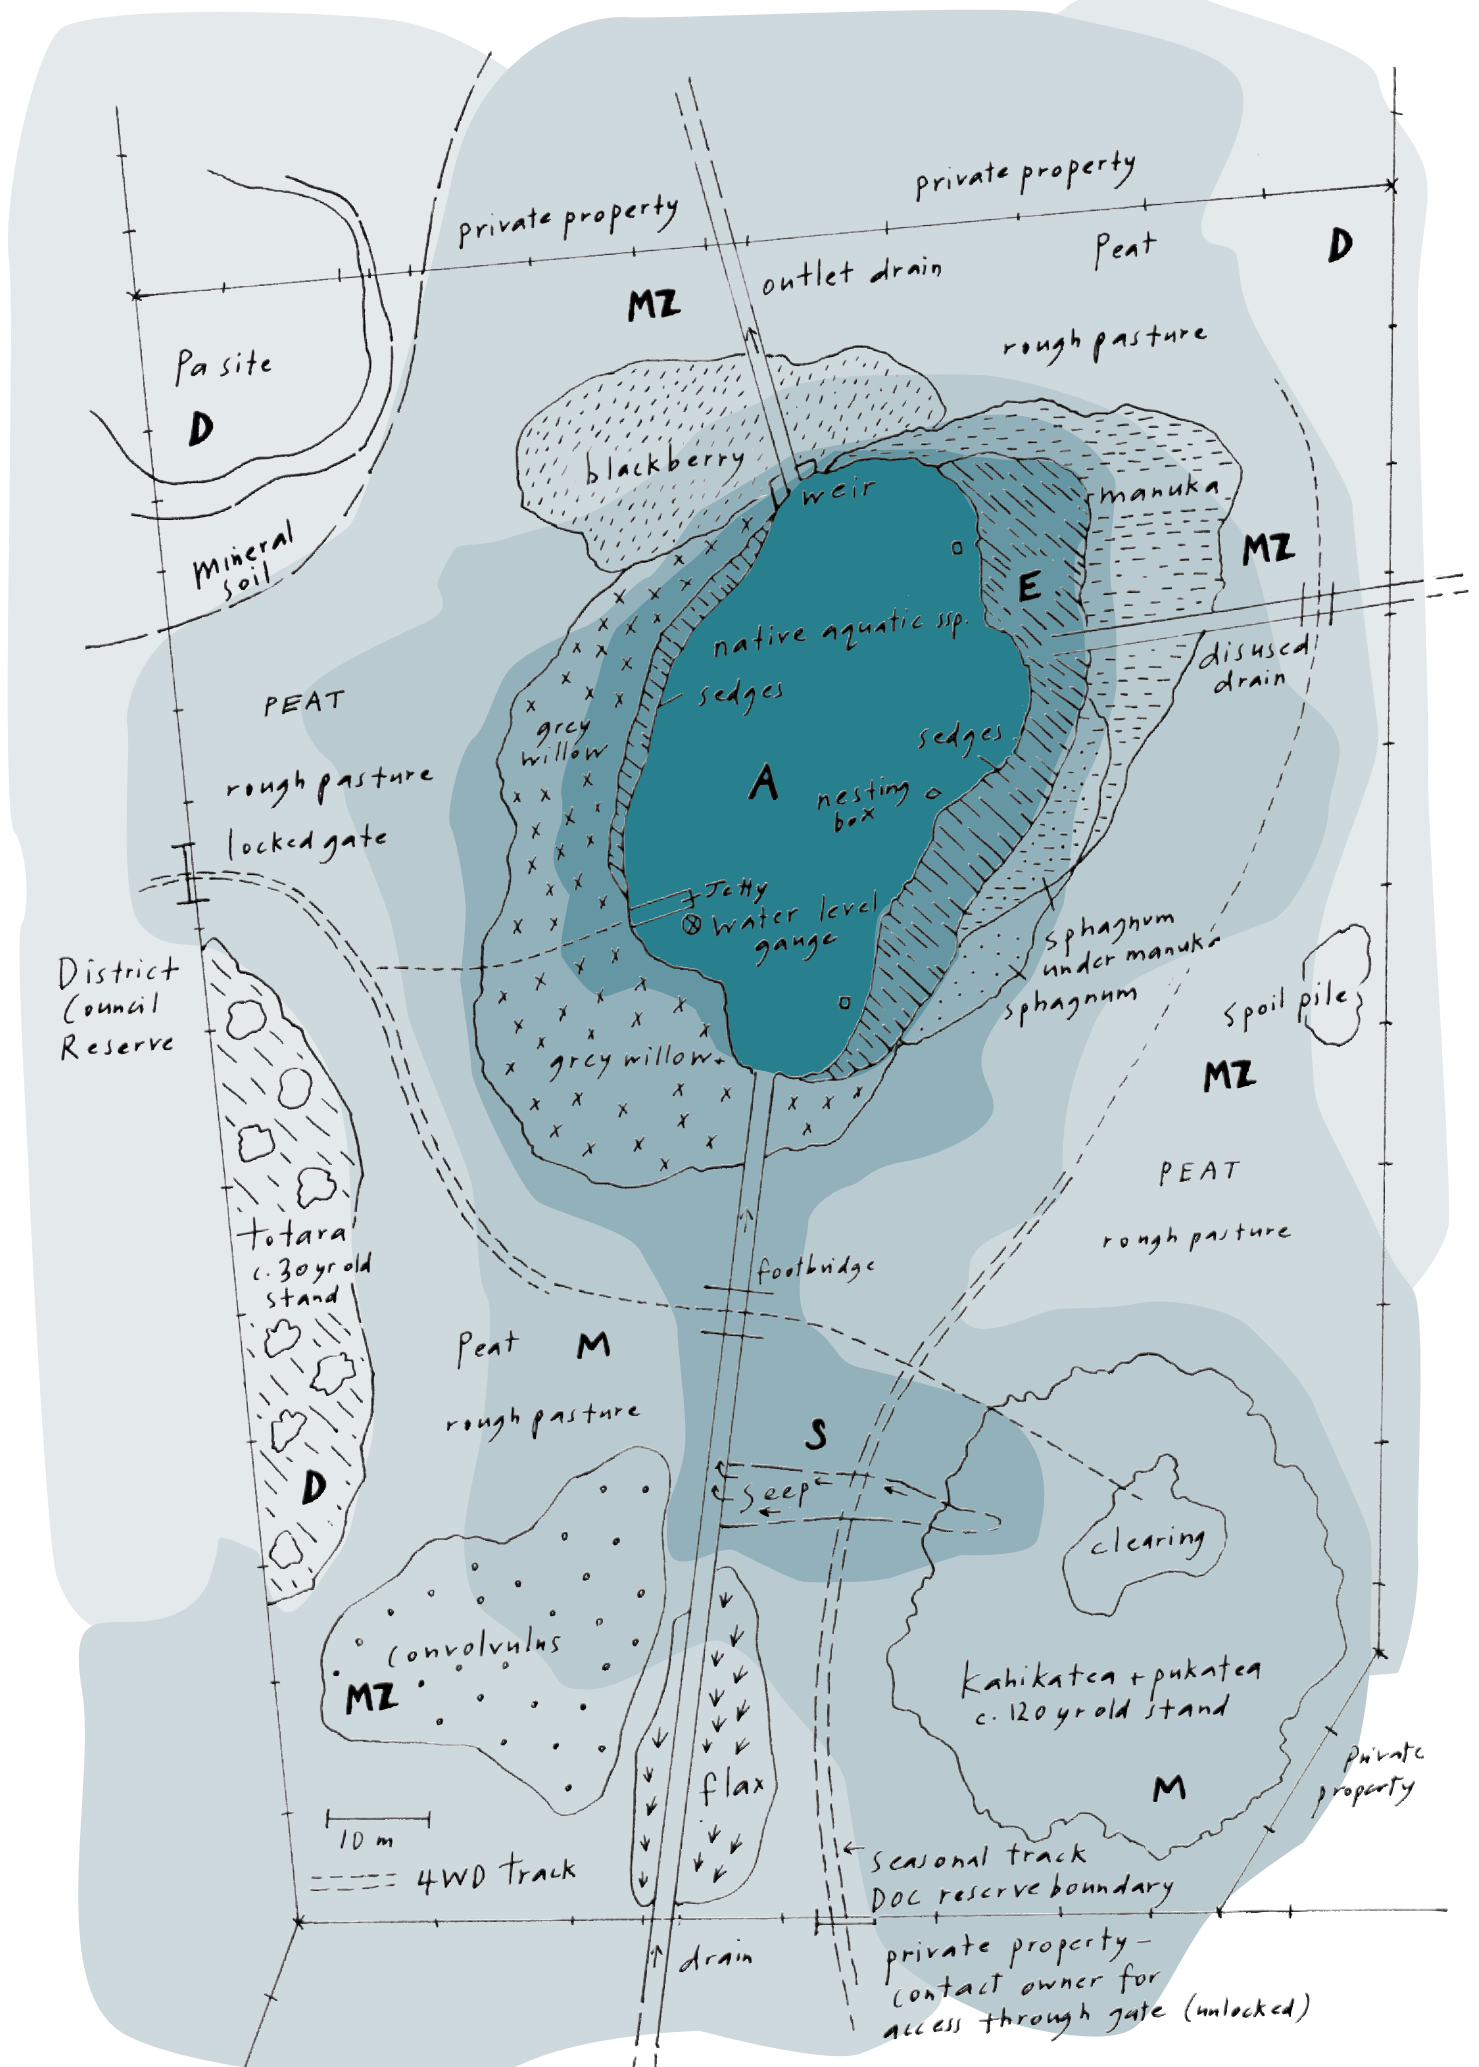 private property
private property
Peat
D
outlet drain
MZ
rough pasture
Pa site
D
blackberry
weir
manuka
MZ
E
mineral
soil
native aquatic ssp.
disused
drain
sedges
PEAT
grey
willow
sedges
rough pasture
A
nesting
box
locked gate
Jetty
water level
gauge
sphagnum
under manuka
sphagnum
District
Council
Reserve
spoil pile
grey willow
MZ
PEAT
totara
c. 30 yr old
stand
rough pasture
footbridge
Peat M
rough pasture
S
D
seep
clearing
convolvulus
MZ
kahikatea + pukatea
c. 120 yr old stand
M
flax
private
property
10 m
4WD track
seasonal track
DOC reserve boundary
drain
private property –
contact owner for
access through gate (unlocked)